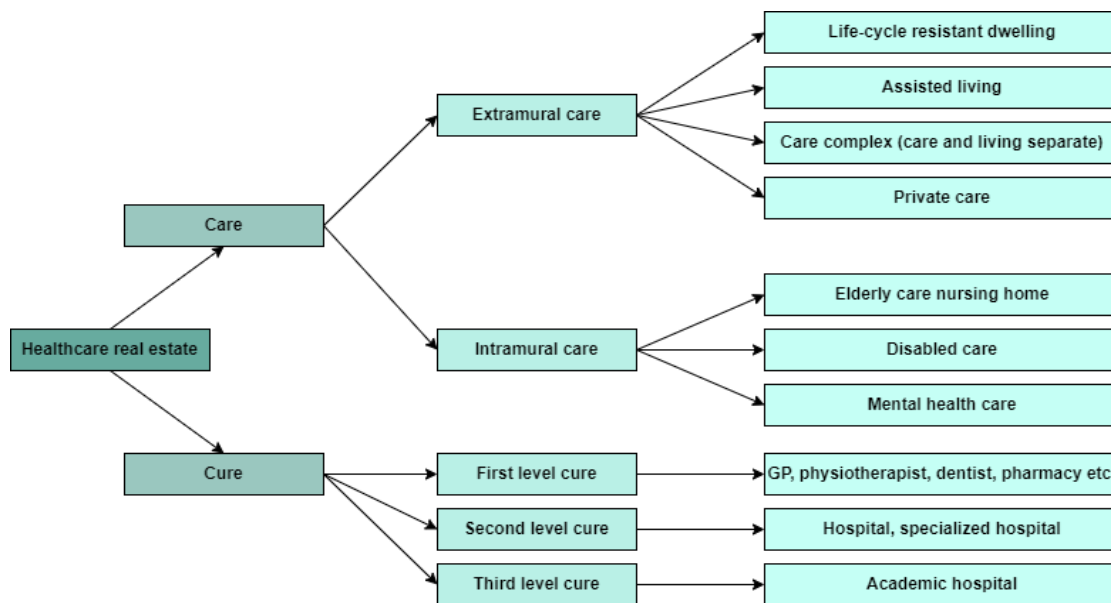 Life-cycle resistant dwelling
Assisted living
Extramural care
Care complex (care and living separate)
Private care
Care
Elderly care nursing home
Healthcare real estate
Intramural care
Disabled care
Mental health care
Cure
First level cure
GP, physiotherapist, dentist, pharmacy etc
Second level cure
Hospital, specialized hospital
Third level cure
Academic hospital